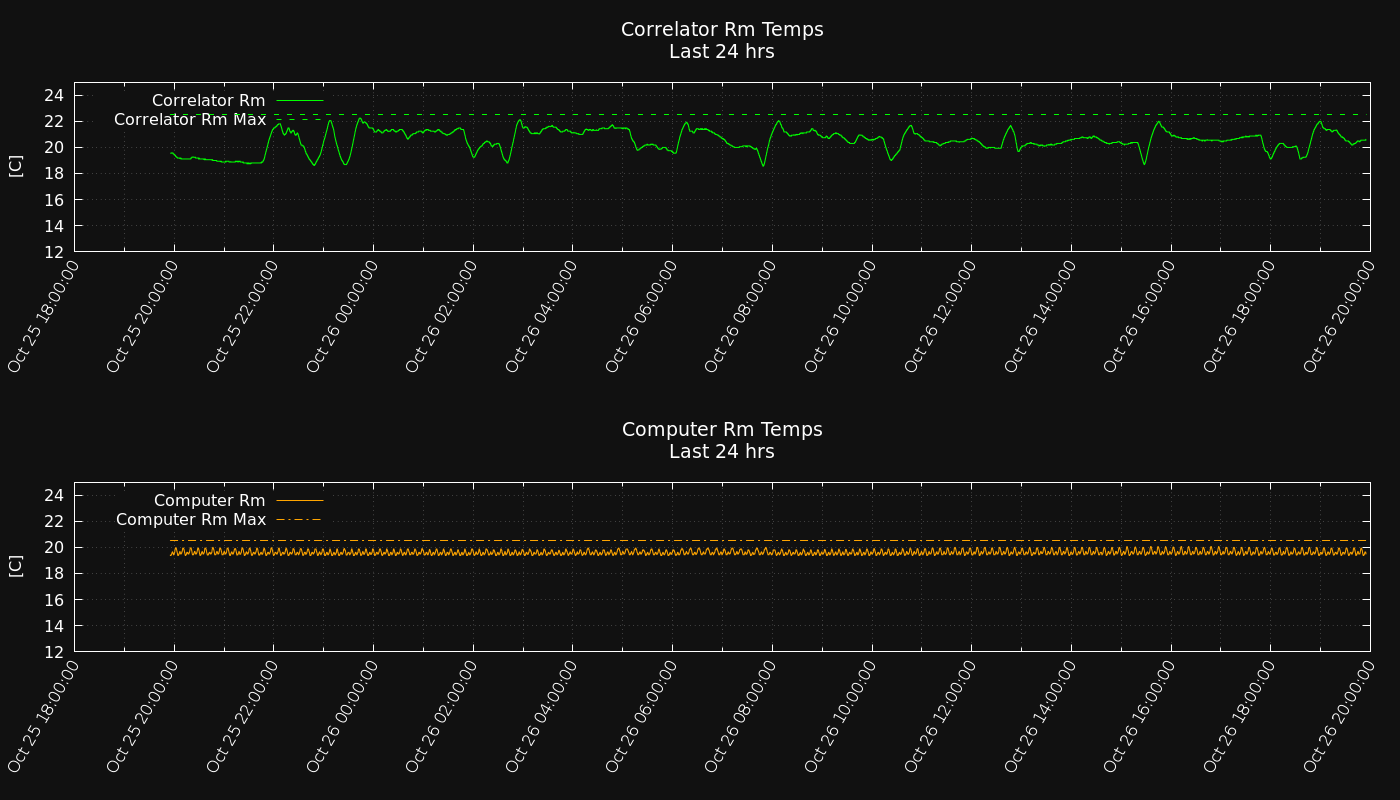 Correlator Rm Temps
Last 24 hrs
24
22
20
18
16
14
12
[C]
Correlator Rm
Correlator Rm Max
Oct 25 18:00:00
Oct 25 20:00:00
Oct 25 22:00:00
Oct 26 00:00:00
Oct 26 02:00:00
Oct 26 04:00:00
Oct 26 06:00:00
Oct 26 08:00:00
Oct 26 10:00:00
Oct 26 12:00:00
Oct 26 14:00:00
Oct 26 16:00:00
Oct 26 18:00:00
Oct 26 20:00:00
Computer Rm Temps
Last 24 hrs
24
22
20
18
16
14
12
[C]
Computer Rm
Computer Rm Max
Oct 25 18:00:00
Oct 25 20:00:00
Oct 25 22:00:00
Oct 26 00:00:00
Oct 26 02:00:00
Oct 26 04:00:00
Oct 26 06:00:00
Oct 26 08:00:00
Oct 26 10:00:00
Oct 26 12:00:00
Oct 26 14:00:00
Oct 26 16:00:00
Oct 26 18:00:00
Oct 26 20:00:00